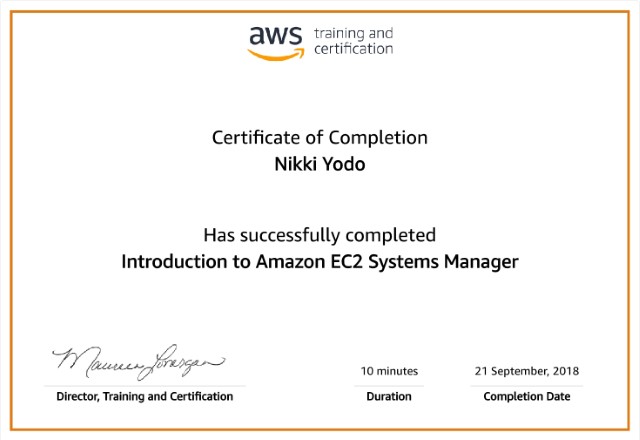 aws training and
certification
Certificate of Completion
Nikki Yodo
Has successfully completed
Introduction to Amazon EC2 Systems Manager
Maureen Lonergan
10 minutes
21 September, 2018
Director, Training and Certification
Duration
Completion Date